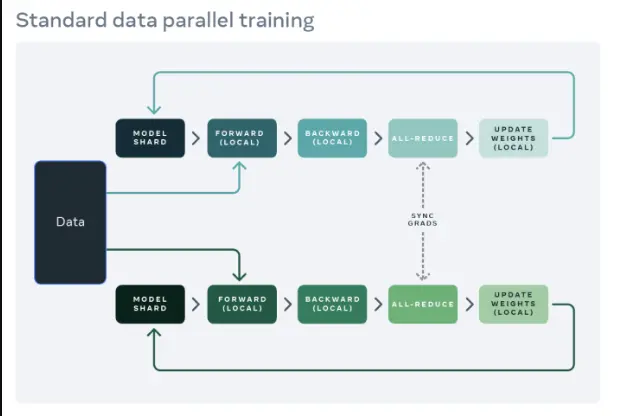 Standard data parallel training
MODEL
SHARD
FORWARD
(LOCAL)
BACKWARD
(LOCAL)
ALL-REDUCE
UPDATE
WEIGHTS
(LOCAL)
Data
SYNC
GRADS
MODEL
SHARD
FORWARD
(LOCAL)
BACKWARD
(LOCAL)
ALL-REDUCE
UPDATE
WEIGHTS
(LOCAL)